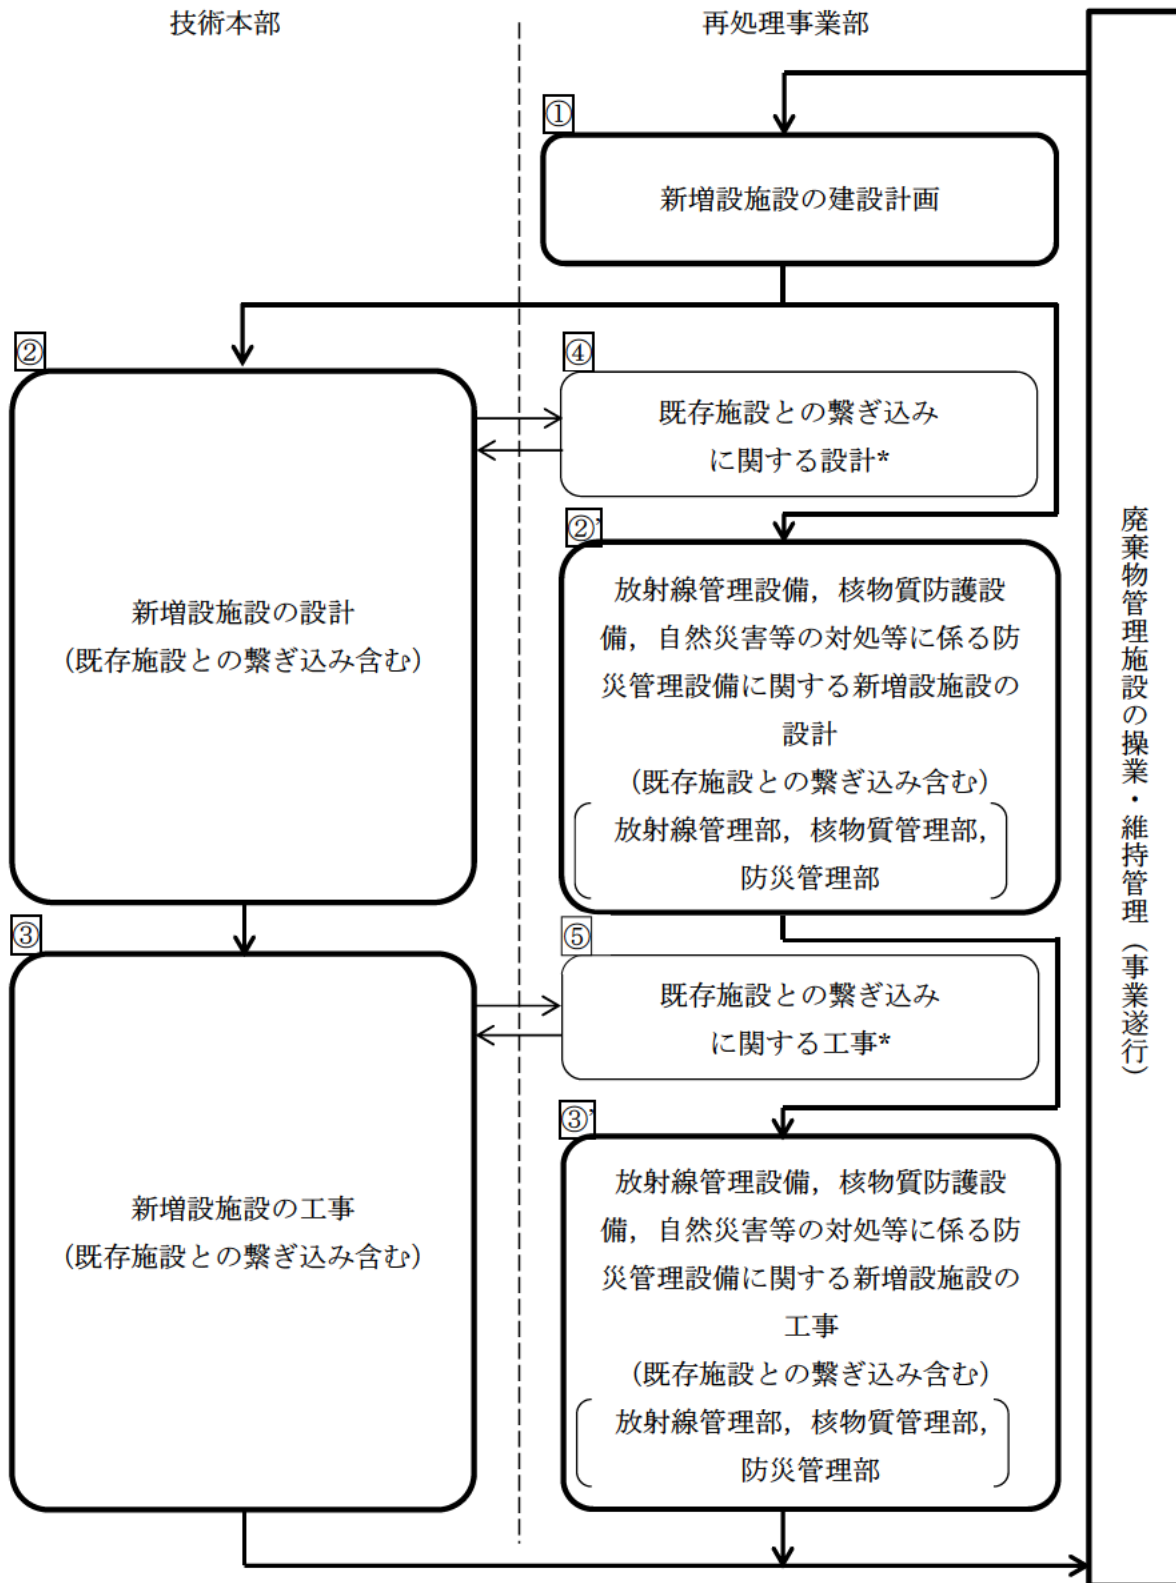 技術本部
再処理事業部
①
新増設施設の建設計画
②
新増設施設の設計
（既存施設との繋ぎ込み含む）
④
既存施設との繋ぎ込み
に関する設計*
②’
放射線管理設備，核物質防護設
備，自然災害等の対処等に係る防
災管理設備に関する新増設施設の
設計
（既存施設との繋ぎ込み含む）
放射線管理部，核物質管理部，
防災管理部
③
新増設施設の工事
（既存施設との繋ぎ込み含む）
⑤
既存施設との繋ぎ込み
に関する工事*
③’
放射線管理設備，核物質防護設
備，自然災害等の対処等に係る防
災管理設備に関する新増設施設の
工事
（既存施設との繋ぎ込み含む）
放射線管理部，核物質管理部，
防災管理部
廃棄物管理施設の操業・維持管理（事業遂行）